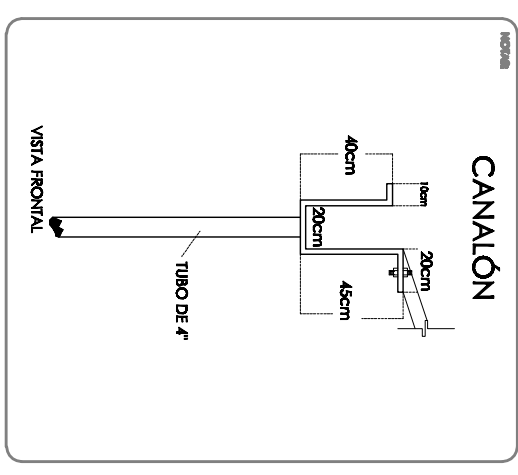 CANALÓN
40cm
10cm
20cm
20cm
45cm
TUBO DE 4"
VISTA FRONTAL